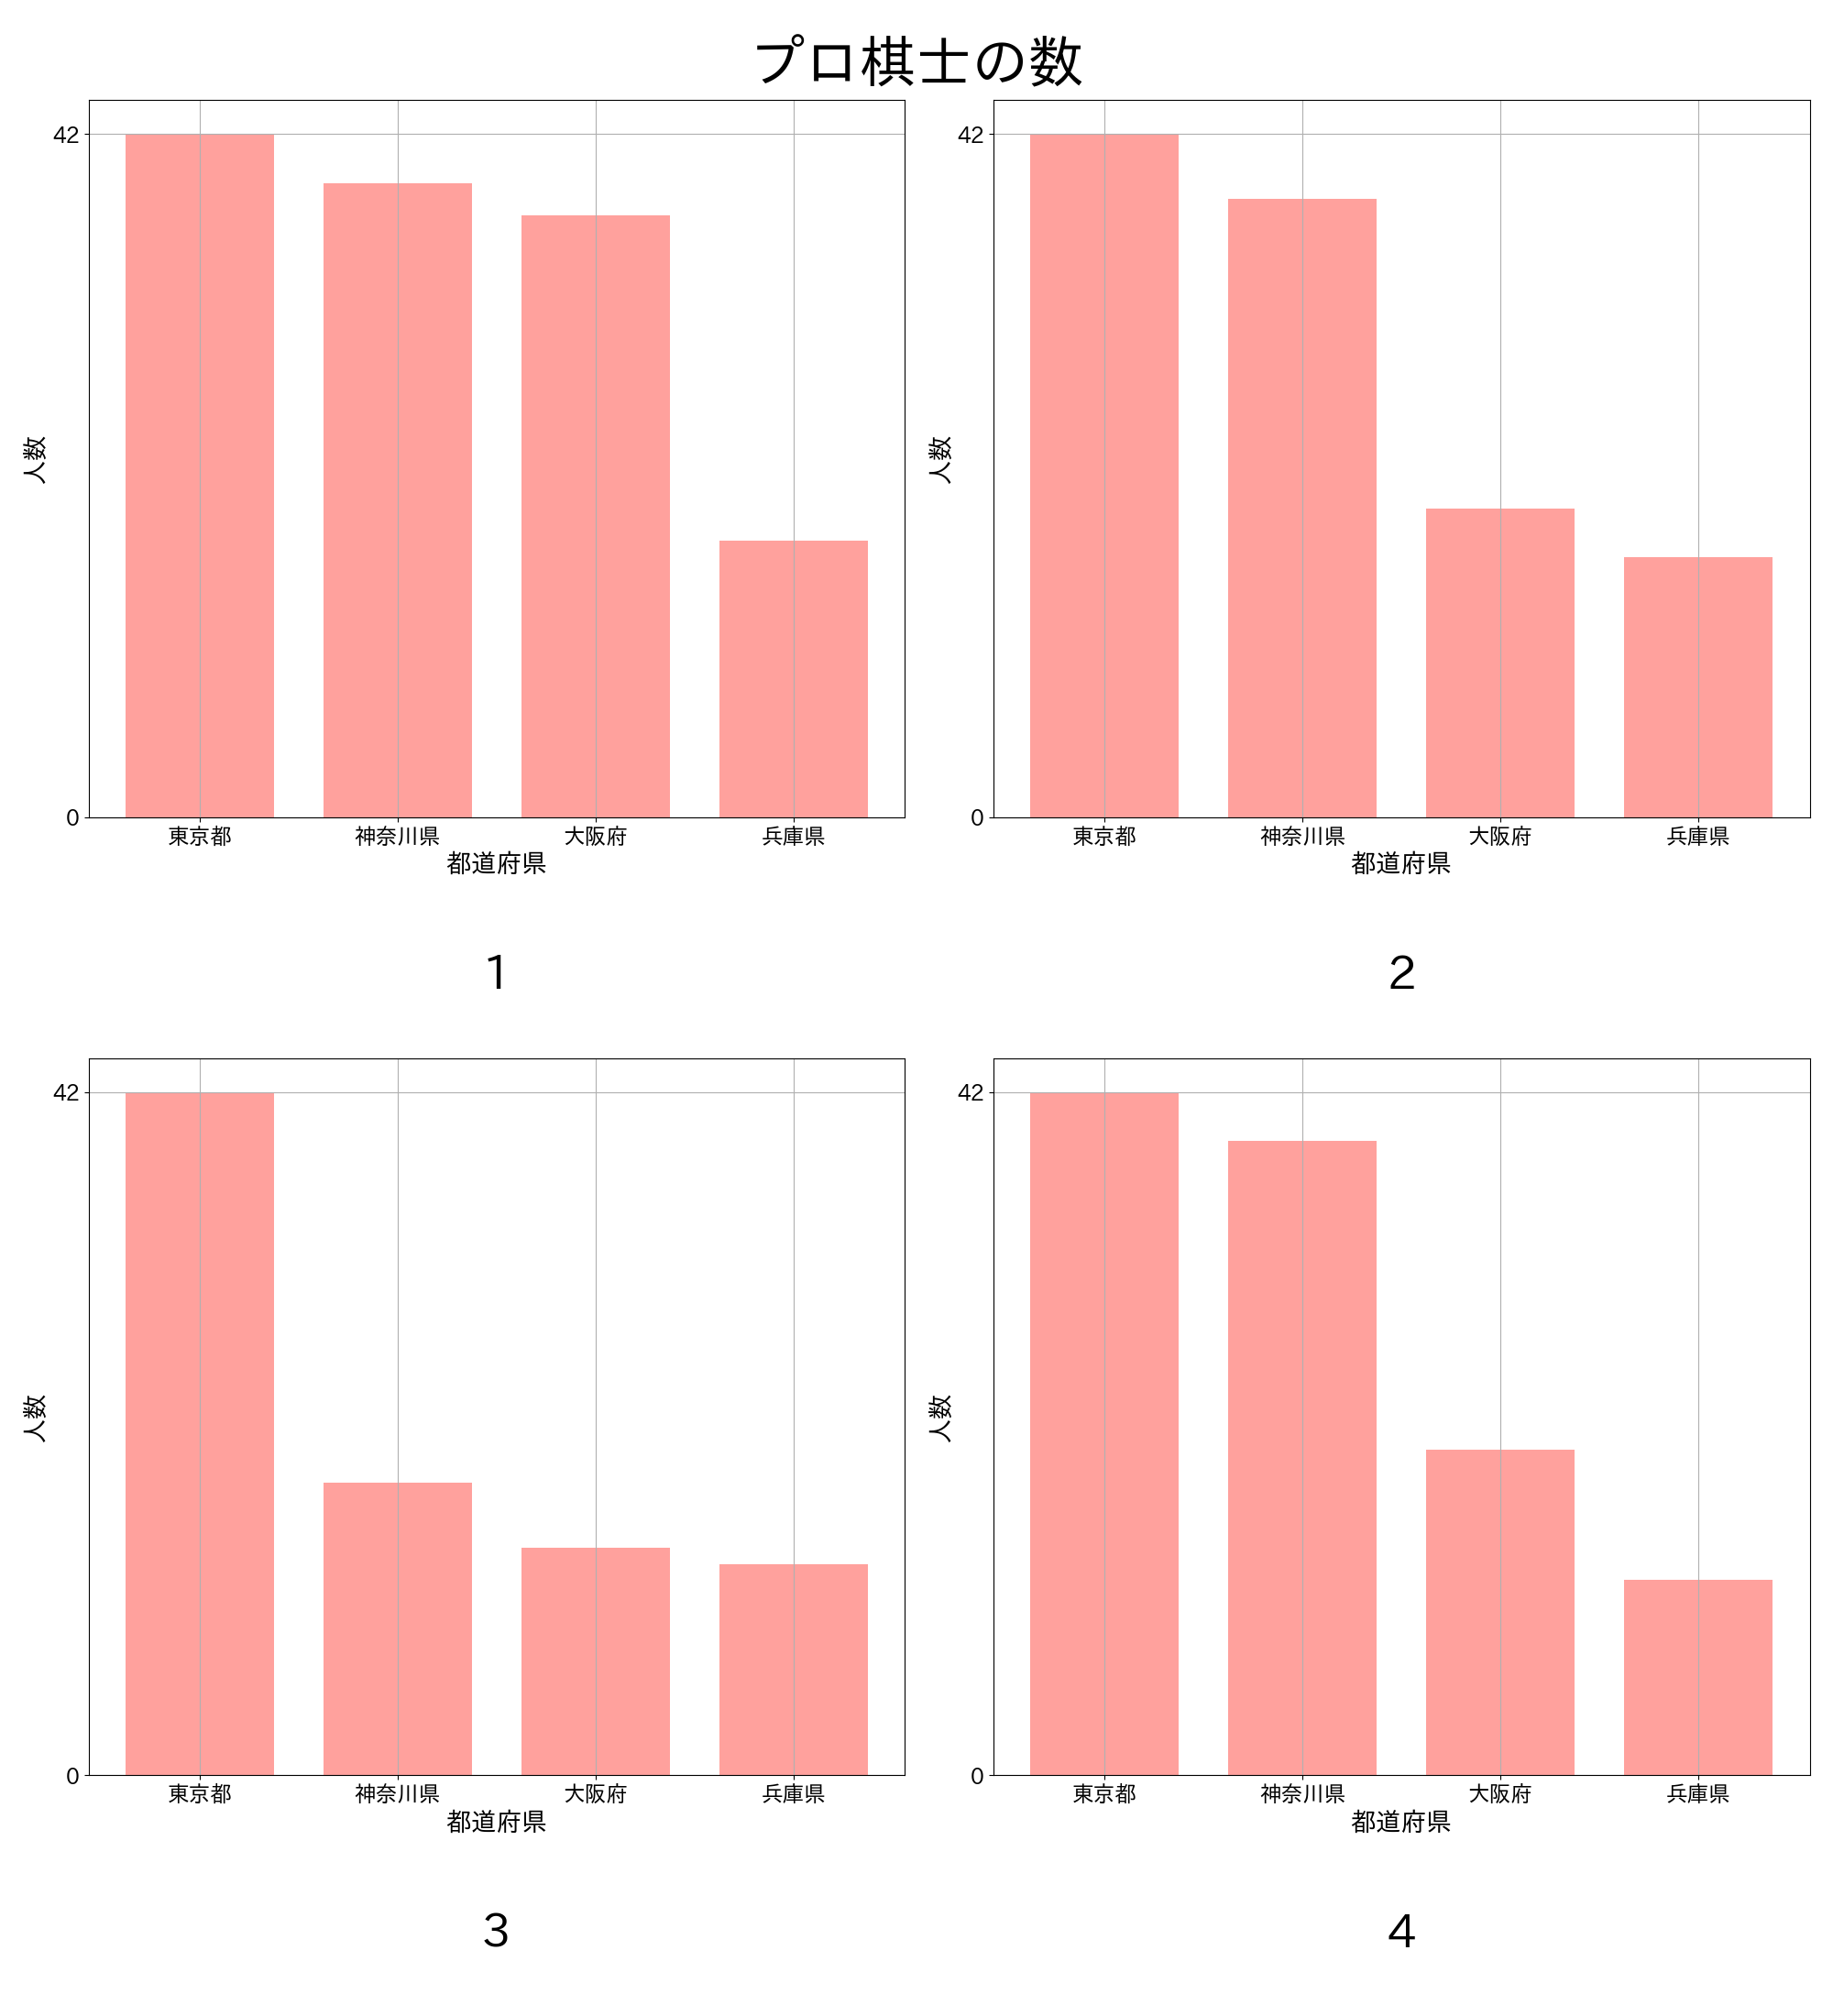 プロ棋士の数
42
0
人数
東京都 神奈川県 大阪府 兵庫県
都道府県
1
42
0
人数
東京都 神奈川県 大阪府 兵庫県
都道府県
2
42
0
人数
東京都 神奈川県 大阪府 兵庫県
都道府県
3
42
0
人数
東京都 神奈川県 大阪府 兵庫県
都道府県
4